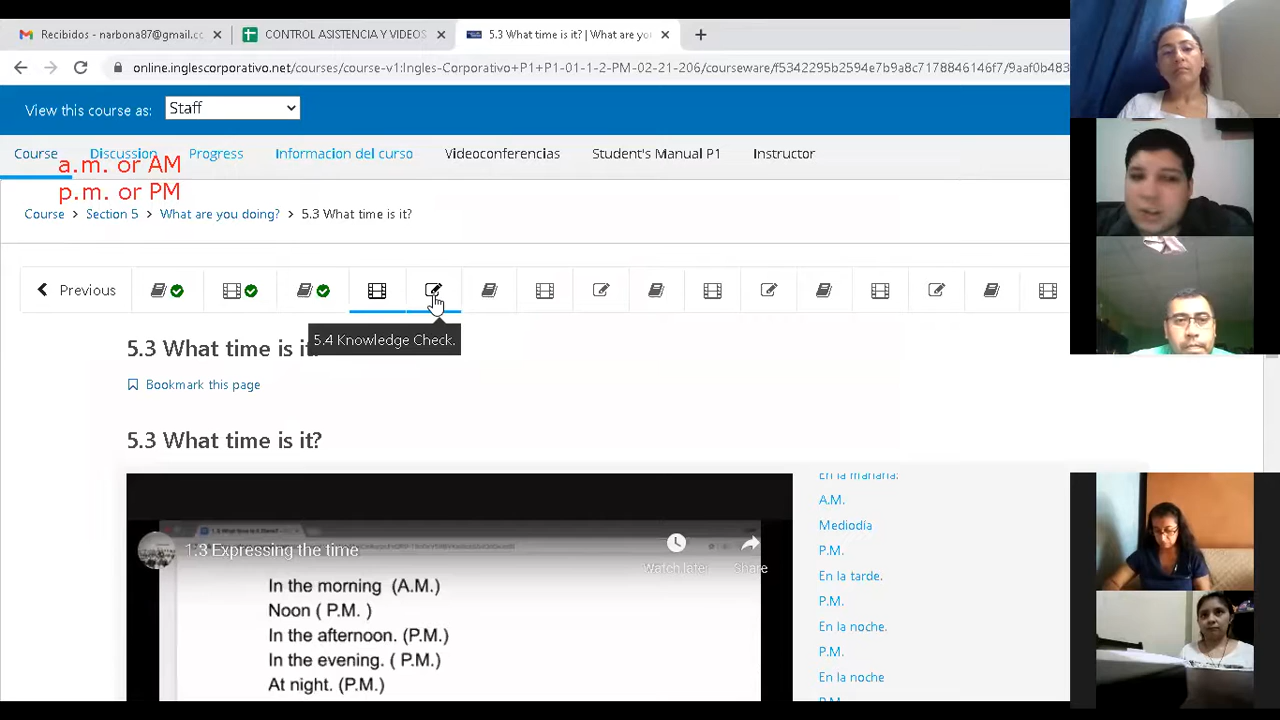 Recibidos - narbona87@gmail.c
CONTROL ASISTENCIA Y VIDEOS
5.3 What time is it? | What are yo
online.inglescorporativo.net/courses/course-v1:Ingles-Corporativo+P1+P1-01-1-2-PM-02-21-206/courseware/f5342295b2594e7b9a8c7178846146f7/9aaf0b483
View this course as: Staff
Course Discussion Progress Informacion del curso Videoconferencias Student's Manual P1 Instructor
a.m. or AM
p.m. or PM
Course > Section 5 > What are you doing? > 5.3 What time is it?
Previous
5.4 Knowledge Check.
5.3 What time is it
Bookmark this page
5.3 What time is it?
1.3 Expressing the time
Watch later
Share
In the morning (A.M.)
Noon ( P.M. )
In the afternoon. (P.M.)
In the evening. ( P.M.)
At night. (P.M.)
En la mañana:
A.M.
Mediodía
P.M.
En la tarde.
P.M.
En la noche.
P.M.
En la noche
P.M.